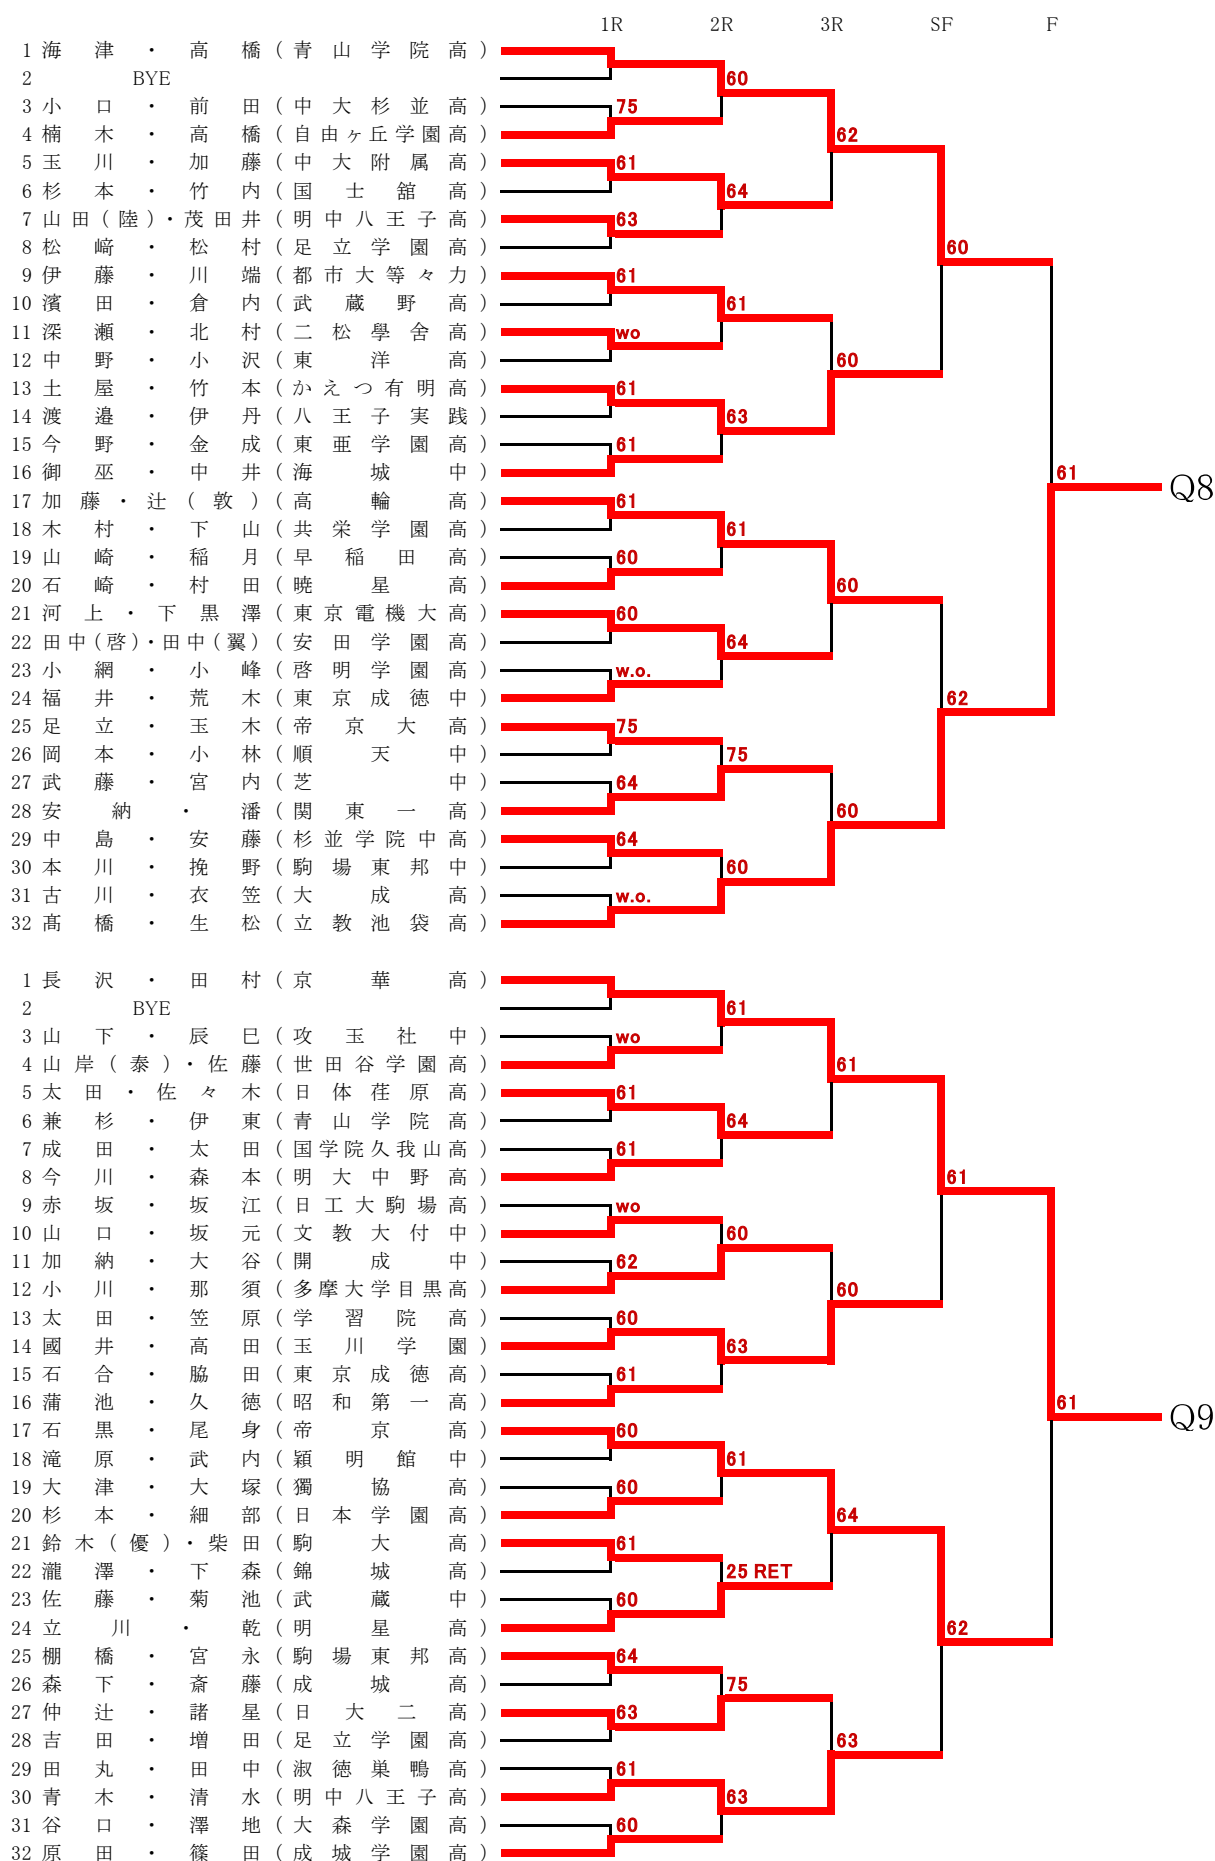 1R 2R 3R SF F
1 海津・高橋(青山学院高)
2 BYE
60
3 小口・前田(中大杉並高) 75
4 楠木・高橋(自由ヶ丘学園高) 62
5 玉川・加藤(中大附属高) 61
6 杉本・竹内(国士舘高) 64
7 山田(陸)・茂田井(明中八王子高) 63
8 松﨑・松村(足立学園高) 60
9 伊藤・川端(都市大等々力) 61
10 濱田・倉内(武蔵野高) 61
11 深瀬・北村(二松學舎高) wo
12 中野・小沢(東洋高) 60
13 土屋・竹本(かえつ有明高) 61
14 渡邉・伊丹(八王子実践) 63
15 今野・金成(東亜学園高) 61
16 御巫・中井(海城中) 61
Q8
17 加藤・辻(敦)(高輪高) 61
18 木村・下山(共栄学園高) 61
19 山崎・稲月(早稲田高) 60
20 石崎・村田(暁星高) 60
21 河上・下黒澤(東京電機大高) 60
22 田中(啓)・田中(翼)(安田学園高) 64
23 小網・小峰(啓明学園高) w.o.
24 福井・荒木(東京成徳中) 62
25 足立・玉木(帝京大高) 75
26 岡本・小林(順天中) 75
27 武藤・宮内(芝中) 64
28 安納・潘(関東一高) 60
29 中島・安藤(杉並学院中高) 64
30 本川・挽野(駒場東邦中) 60
31 古川・衣笠(大成高) w.o.
32 髙橋・生松(立教池袋高)
1 長沢・田村(京華高)
2 BYE 61
3 山下・辰巳(攻玉社中) wo
4 山岸(泰)・佐藤(世田谷学園高) 61
5 太田・佐々木(日体荏原高) 61
6 兼杉・伊東(青山学院高) 64
7 成田・太田(国学院久我山高) 61
8 今川・森本(明大中野高) 61
9 赤坂・坂江(日工大駒場高) wo
10 山口・坂元(文教大付中) 60
11 加納・大谷(開成中) 62
12 小川・那須(多摩大学目黒高) 60
13 太田・笠原(学習院高) 60
14 國井・高田(玉川学園) 63
15 石合・脇田(東京成徳高) 61
16 蒲池・久徳(昭和第一高) 61
Q9
17 石黒・尾身(帝京高) 60
18 滝原・武内(穎明館中) 61
19 大津・大塚(獨協高) 60
20 杉本・細部(日本学園高) 64
21 鈴木(優)・柴田(駒大高) 61
22 瀧澤・下森(錦城高) 25 RET
23 佐藤・菊池(武蔵中) 60
24 立川・乾(明星高) 62
25 棚橋・宮永(駒場東邦高) 64
26 森下・斎藤(成城高) 75
27 仲辻・諸星(日大二高) 63
28 吉田・増田(足立学園高) 63
29 田丸・田中(淑徳巣鴨高) 61
30 青木・清水(明中八王子高) 63
31 谷口・澤地(大森学園高) 60
32 原田・篠田(成城学園高)